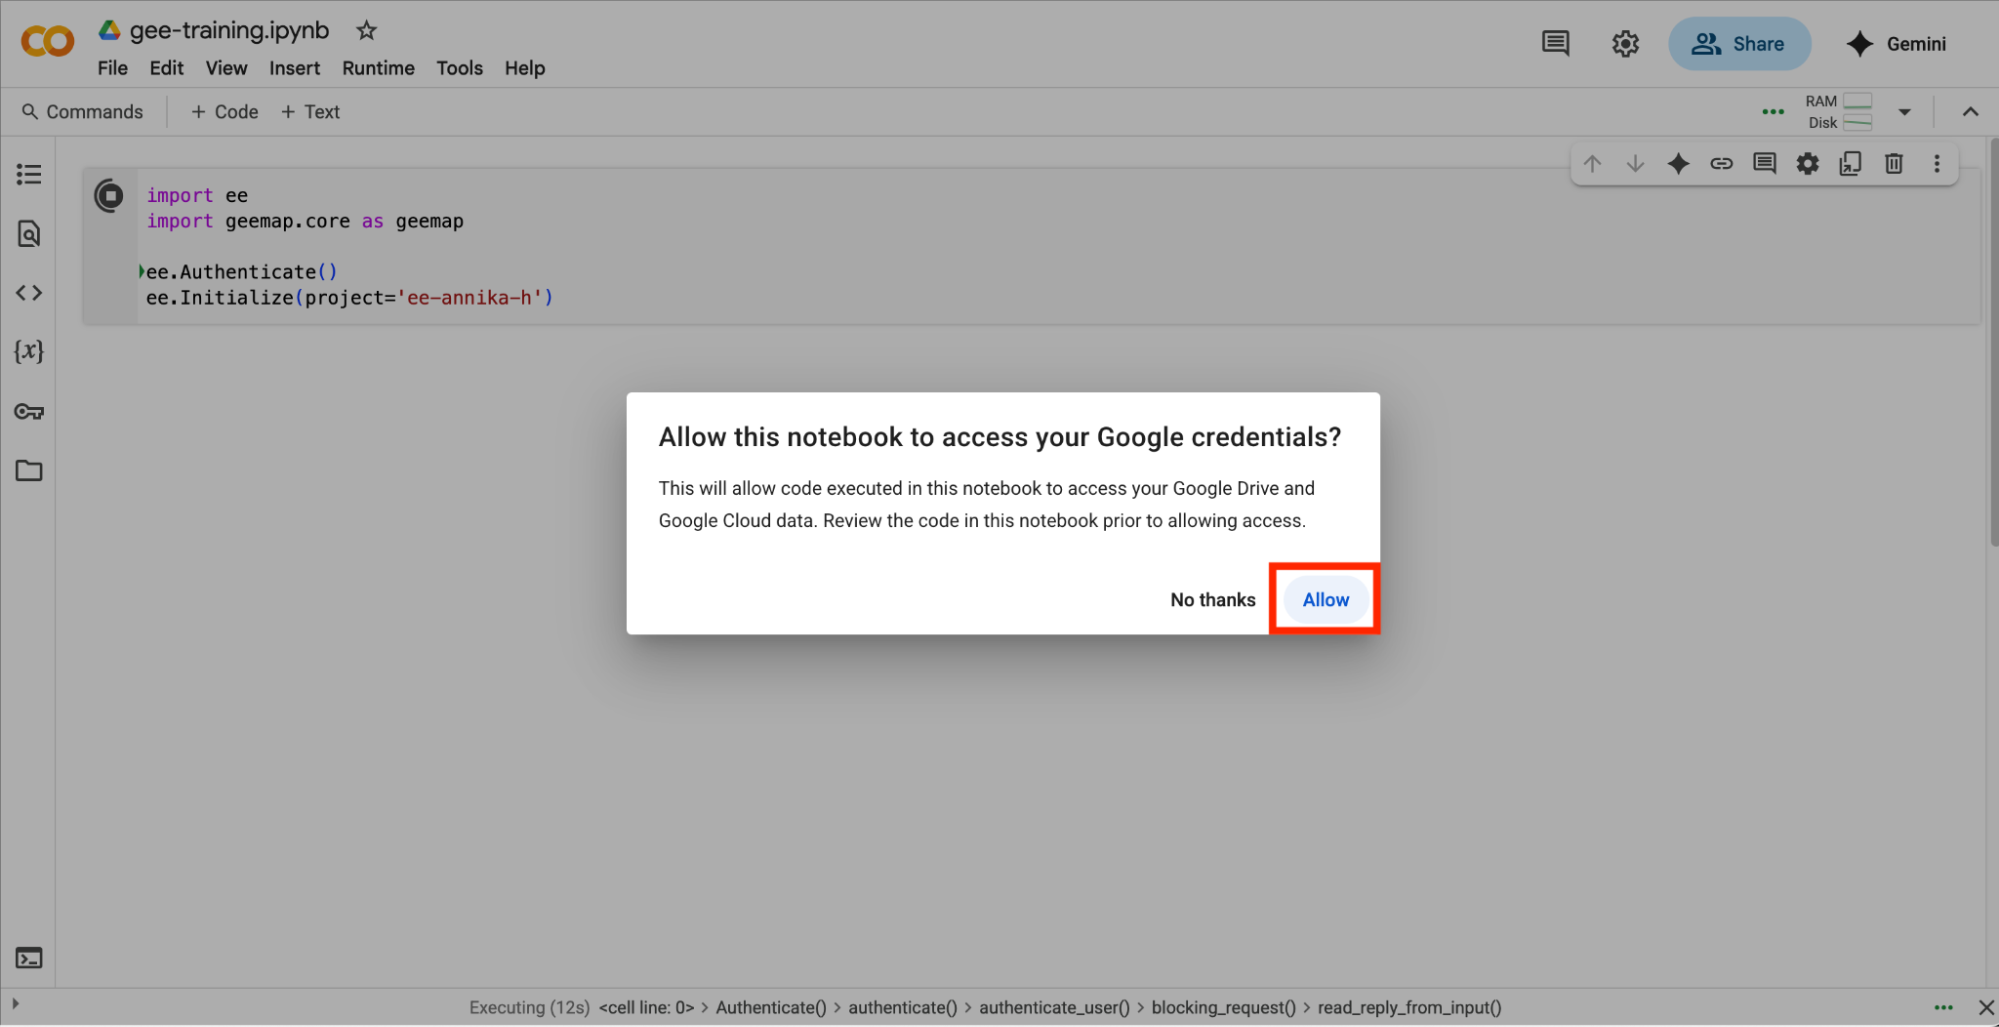 gee-training.ipynb
File Edit View Insert Runtime Tools Help
Share
Gemini
Commands + Code + Text
RAM
Disk
import ee
import geemap.core as geemap
ee.Authenticate()
ee.Initialize(project='ee-annika-h')
{x}
Allow this notebook to access your Google credentials?
This will allow code executed in this notebook to access your Google Drive and
Google Cloud data. Review the code in this notebook prior to allowing access.
No thanks Allow
Executing (12s) <cell line: 0> > Authenticate() > authenticate() > authenticate_user() > blocking_request() > read_reply_from_input()